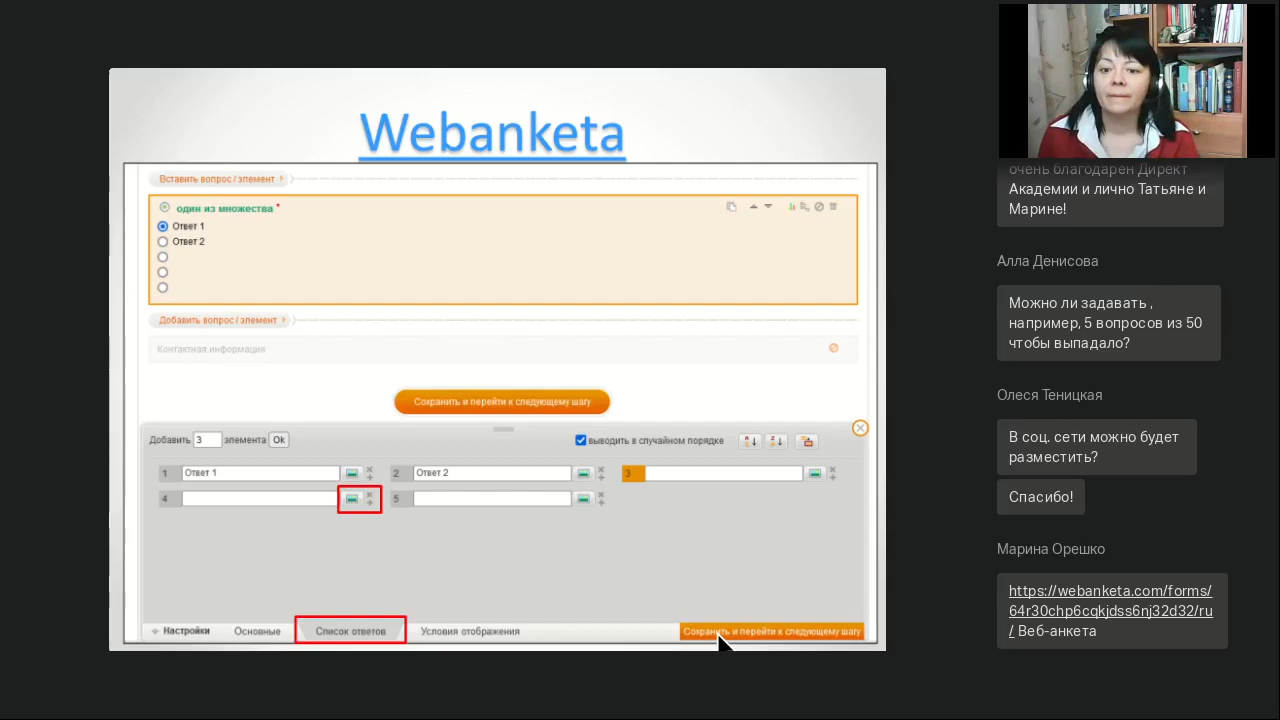 Webanketa
Вставить вопрос / элемент
один из множества *
Ответ 1
Ответ 2
Добавить вопрос / элемент
Контактная информация
Сохранить и перейти к следующему шагу
Добавить 3 элемента Ok
выводить в случайном порядке
1 Ответ 1
2 Ответ 2
3
4
5
Настройки Основные Список ответов Условия отображения Сохранить и перейти к следующему шагу
очень благодарен Директ
Академии и лично Татьяне и
Марине!
Алла Денисова
Можно ли задавать ,
например, 5 вопросов из 50
чтобы выпадало?
Олеся Теницкая
В соц. сети можно будет
разместить?
Спасибо!
Марина Орешко
https://webanketa.com/forms/
64r30chp6cqkjdss6nj32d32/ru
/ Веб-анкета